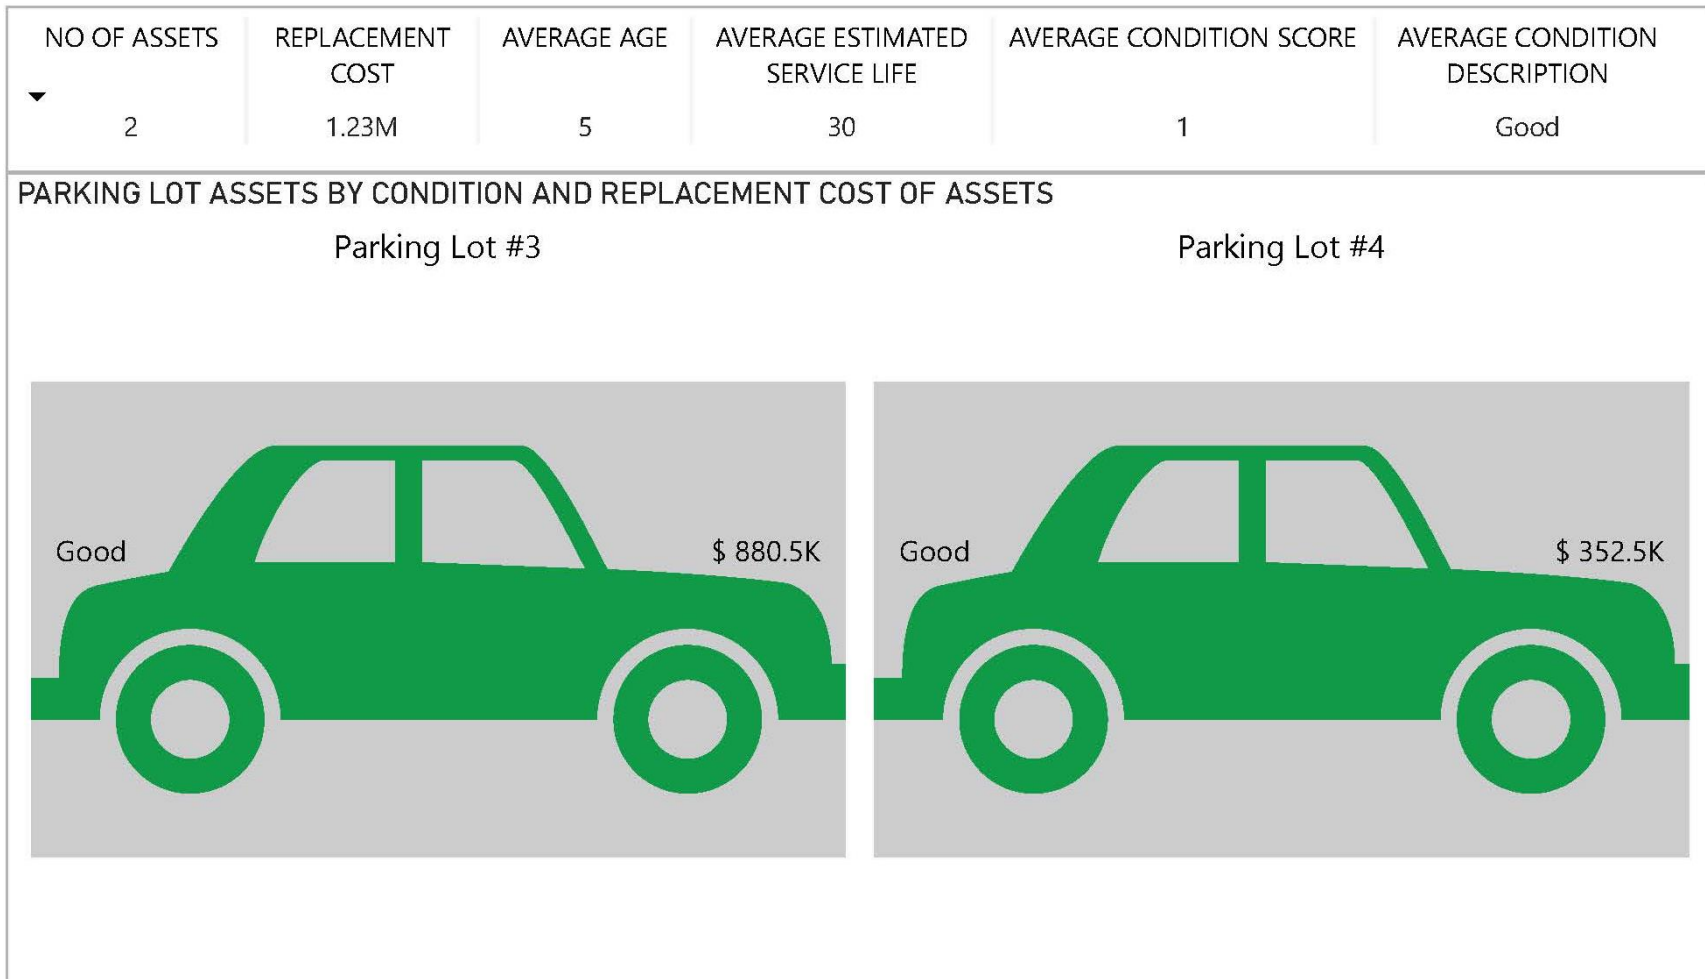 NO OF ASSETS
REPLACEMENT
COST
AVERAGE AGE
AVERAGE ESTIMATED
SERVICE LIFE
AVERAGE CONDITION SCORE
AVERAGE CONDITION
DESCRIPTION
2
1.23M
5
30
1
Good
PARKING LOT ASSETS BY CONDITION AND REPLACEMENT COST OF ASSETS
Parking Lot #3
Good
$ 880.5K
Parking Lot #4
Good
$ 352.5K